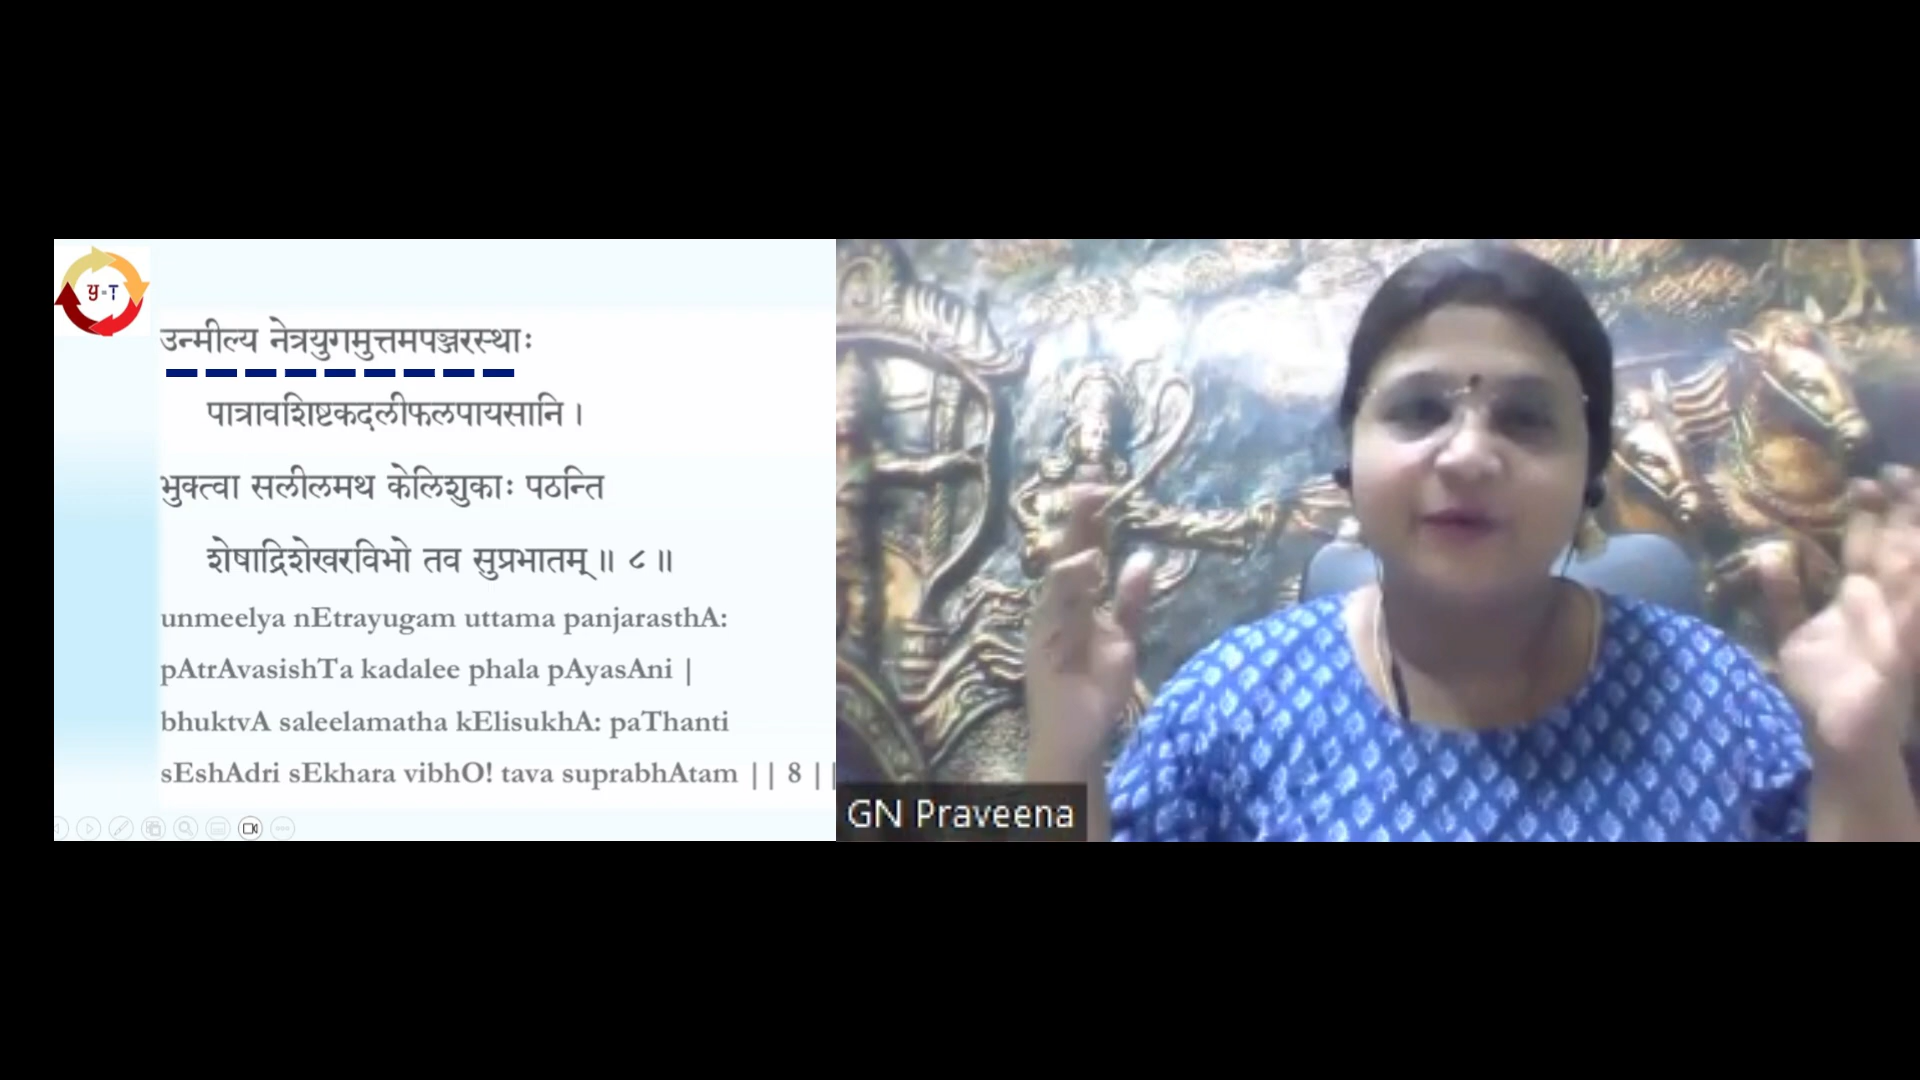 y=T
उन्मील्य नेत्रयुगमुत्तमपञ्जरस्थाः
पात्रावशिष्टकदलीफलपायसानि ।
भुक्त्वा सलीलमथ केलिशुकाः पठन्ति
शेषाद्रिशेखरविभो तव सुप्रभातम् ॥ ८ ॥
unmeelya nEtrayugam uttama panjarasthA:
pAtrAvasishTa kadalee phala pAyasAni |
bhuktvA saleelamatha kElisukhA: paThanti
sEshAdri sEkhara vibhO! tava suprabhAtam || 8 ||
GN Praveena